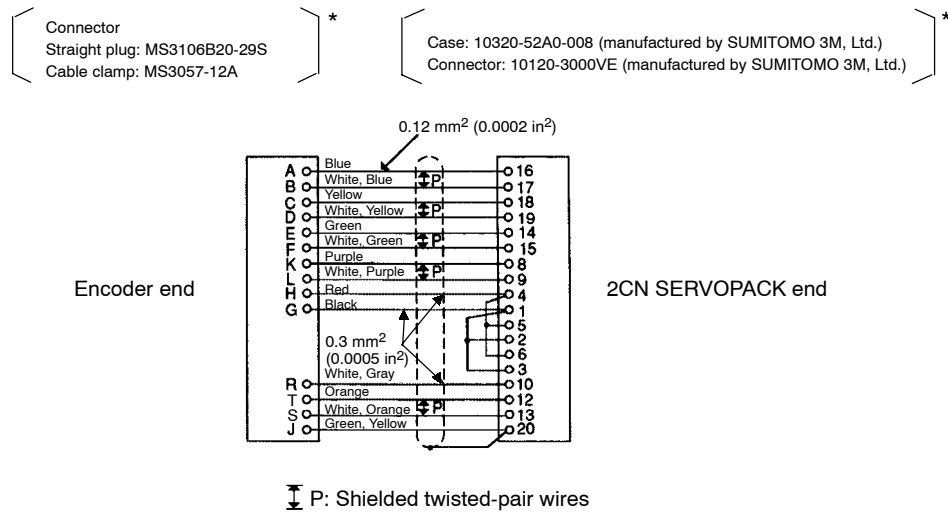 Connector
Straight plug: MS3106B20-29S
Cable clamp: MS3057-12A
*
Case: 10320-52A0-008 (manufactured by SUMITOMO 3M, Ltd.)
Connector: 10120-3000VE (manufactured by SUMITOMO 3M, Ltd.)
*
0.12 mm2 (0.0002 in2)
A Blue 16
B White, Blue P 17
C Yellow 18
D White, Yellow P 19
E Green 14
F White, Green P 15
K Purple 8
L White, Purple P 9
H Red 4
G Black 1
5
2
6
3
Encoder end
2CN SERVOPACK end
0.3 mm2
(0.0005 in2)
R White, Gray 10
T Orange 12
S White, Orange P 13
J Green, Yellow 20
P: Shielded twisted-pair wires